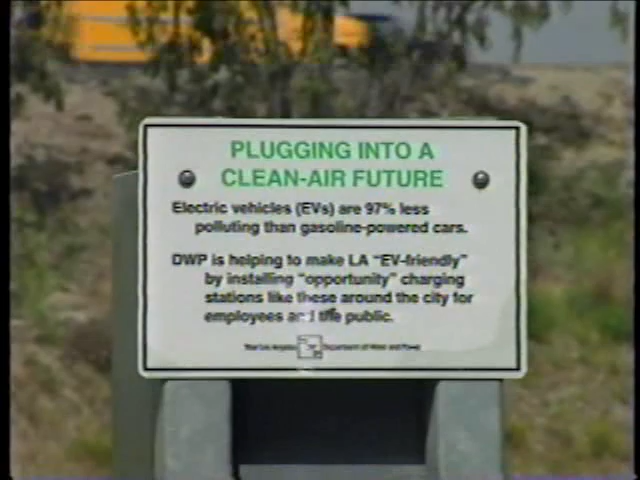 PLUGGING INTO A
CLEAN-AIR FUTURE
Electric vehicles (EVs) are 97% less
polluting than gasoline-powered cars.
DWP is helping to make LA "EV-friendly"
by installing "opportunity" charging
stations like these around the city for
employees and the public.
Los Angeles Department of Water and Power